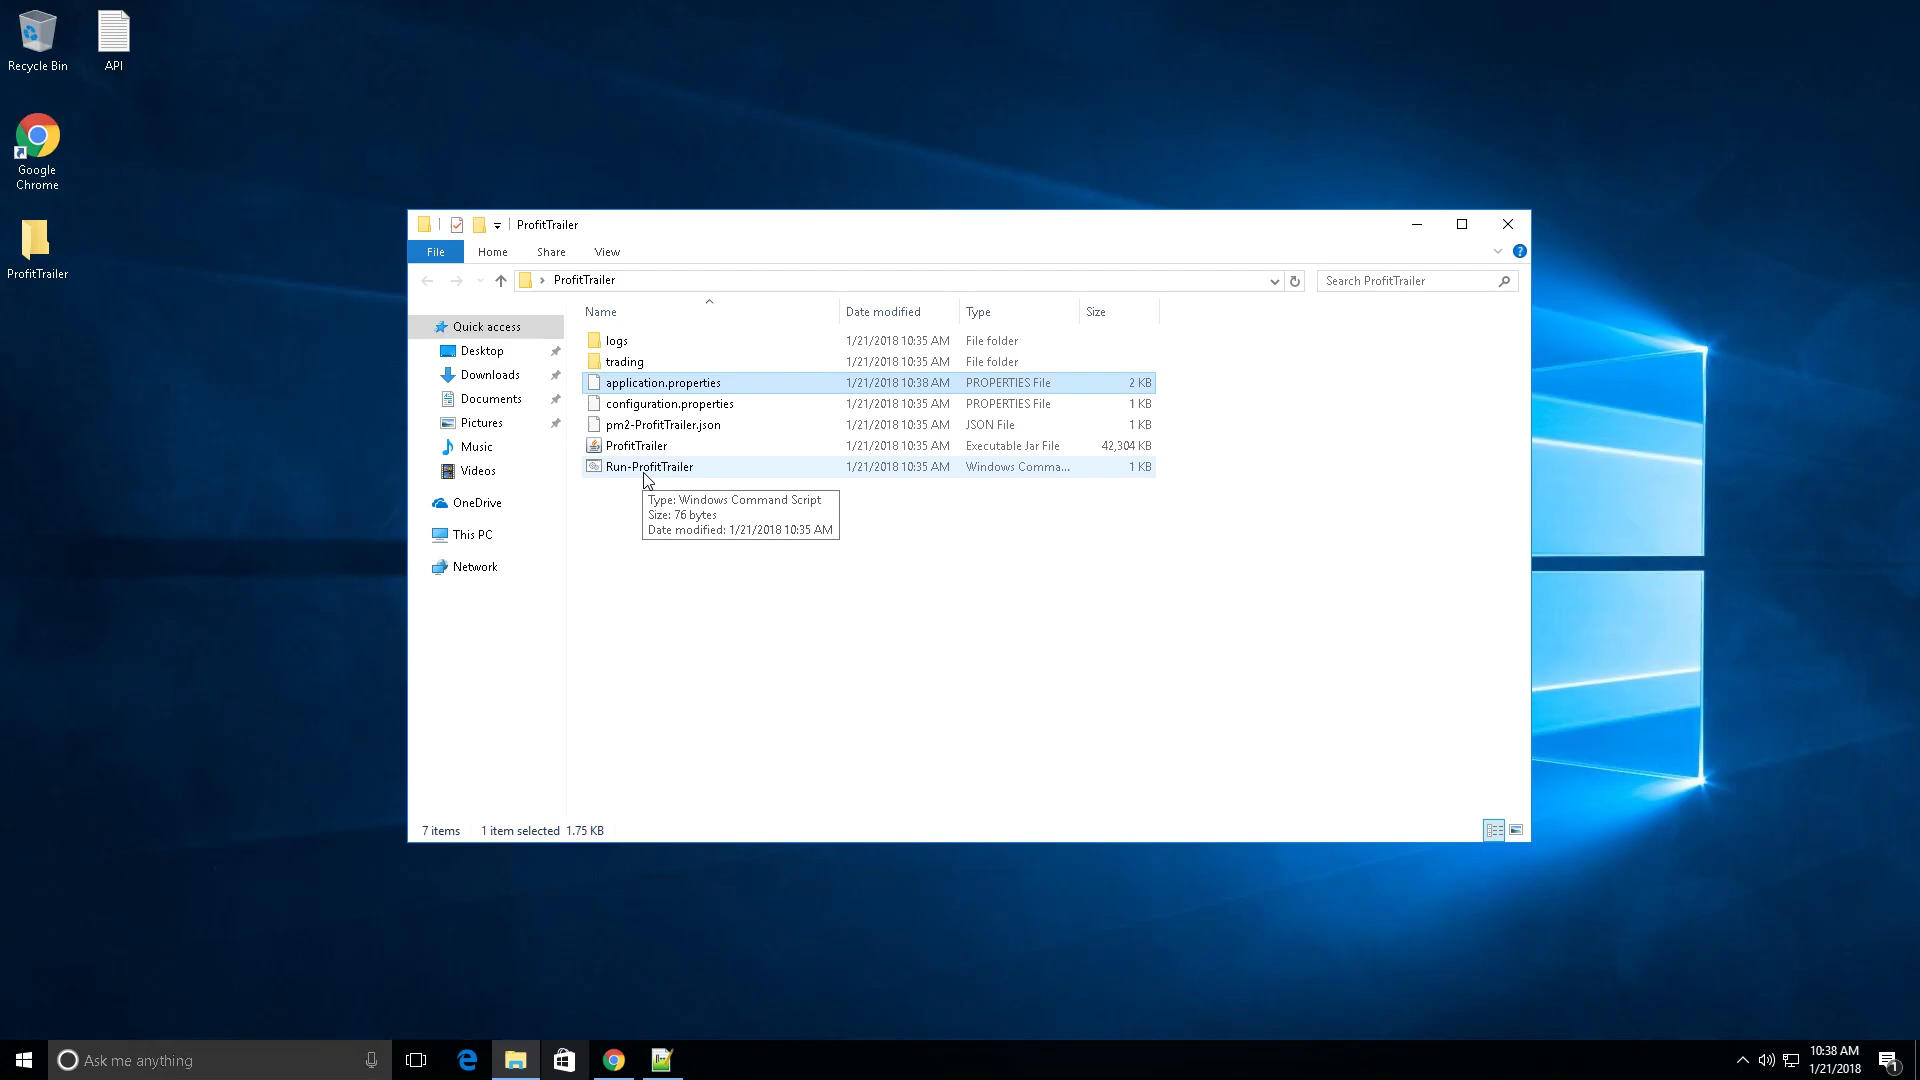 Recycle Bin
API
Google
Chrome
ProfitTrailer
ProfitTrailer
File Home Share View
ProfitTrailer
Search ProfitTrailer
Name Date modified Type Size
Quick access
Desktop
Downloads
Documents
Pictures
Music
Videos
OneDrive
This PC
Network
logs 1/21/2018 10:35 AM File folder
trading 1/21/2018 10:35 AM File folder
application.properties 1/21/2018 10:38 AM PROPERTIES File 2 KB
configuration.properties 1/21/2018 10:35 AM PROPERTIES File 1 KB
pm2-ProfitTrailer.json 1/21/2018 10:35 AM JSON File 1 KB
ProfitTrailer 1/21/2018 10:35 AM Executable Jar File 42,304 KB
Run-ProfitTrailer 1/21/2018 10:35 AM Windows Comma... 1 KB
Type: Windows Command Script
Size: 76 bytes
Date modified: 1/21/2018 10:35 AM
7 items 1 item selected 1.75 KB
Ask me anything
10:38 AM
1/21/2018
1